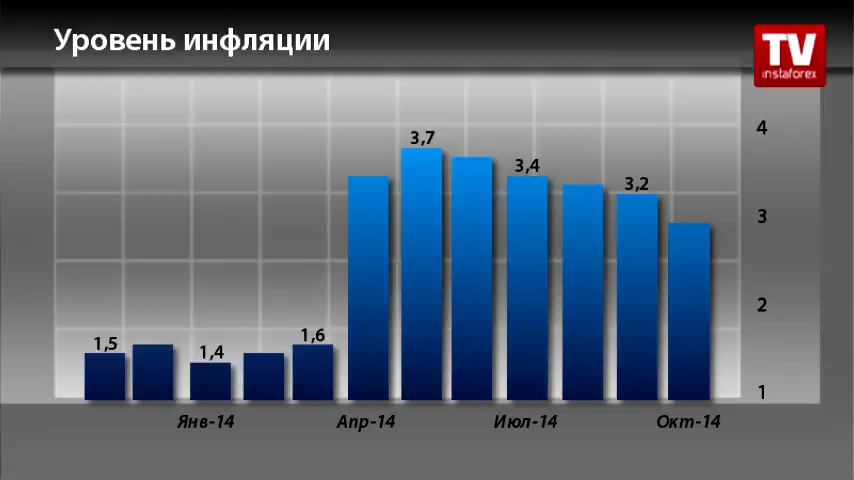 Уровень инфляции
TV
instaforex
4
3,7
3,4
3,2
3
2
1,5
1,4
1,6
1
Янв-14
Апр-14
Июл-14
Окт-14